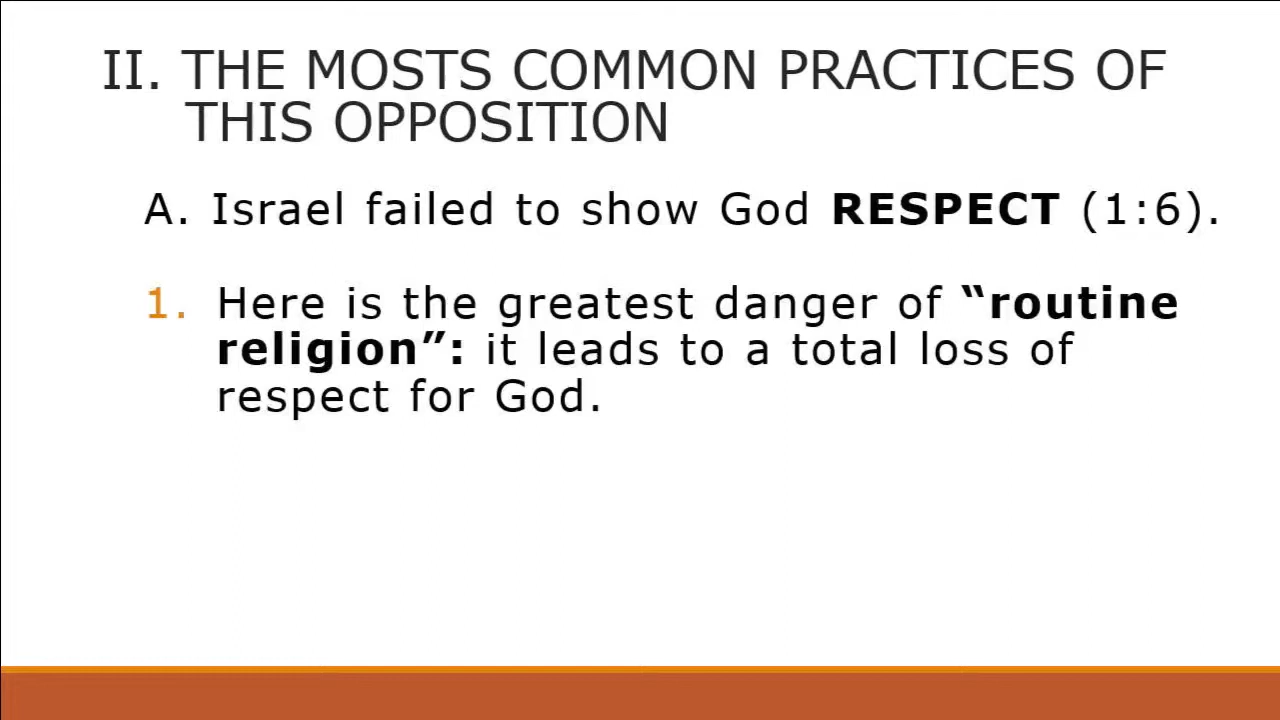 II. THE MOSTS COMMON PRACTICES OF
THIS OPPOSITION
A. Israel failed to show God RESPECT (1:6).
1. Here is the greatest danger of “routine
religion”: it leads to a total loss of
respect for God.